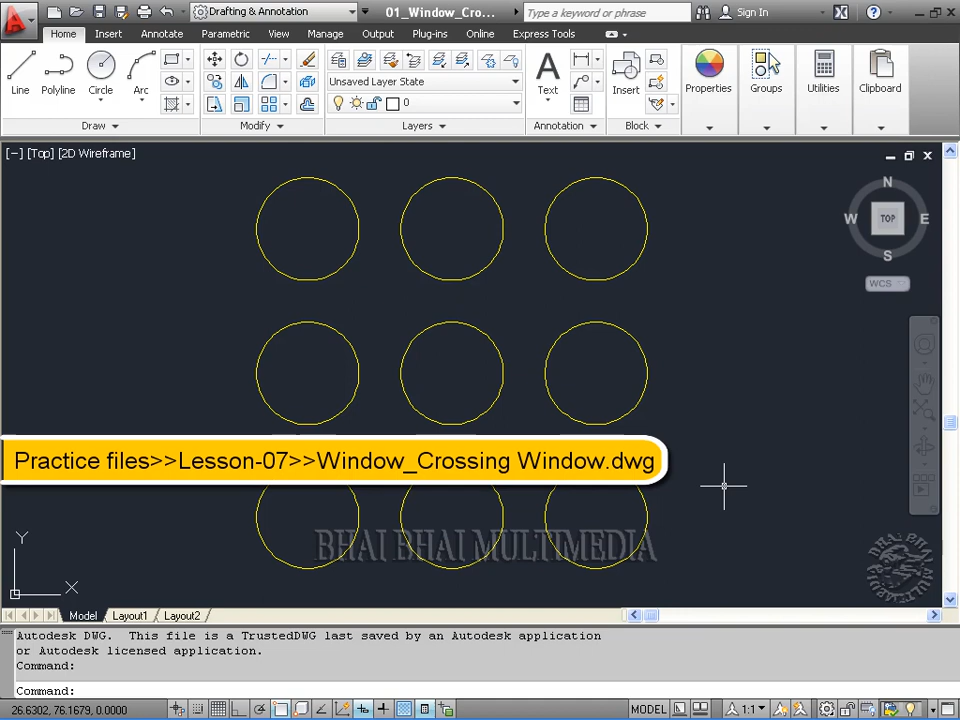 Drafting & Annotation
01_Window_Cro...
Type a keyword or phrase
Sign In
Home Insert Annotate Parametric View Manage Output Plug-ins Online Express Tools
Line
Polyline
Circle
Arc
Draw
Modify
Unsaved Layer State
0
Layers
Text
Annotation
Insert
Block
Properties
Groups
Utilities
Clipboard
[−] [Top] [2D Wireframe]
N
W
TOP
E
S
WCS
Practice files>>Lesson-07>>Window_Crossing Window.dwg
BHAI BHAI MULTIMEDIA
Y
X
Model Layout1 Layout2
Autodesk DWG. This file is a TrustedDWG last saved by an Autodesk application
or Autodesk licensed application.
Command:
Command:
26.6302, 76.1679, 0.0000
MODEL
1:1